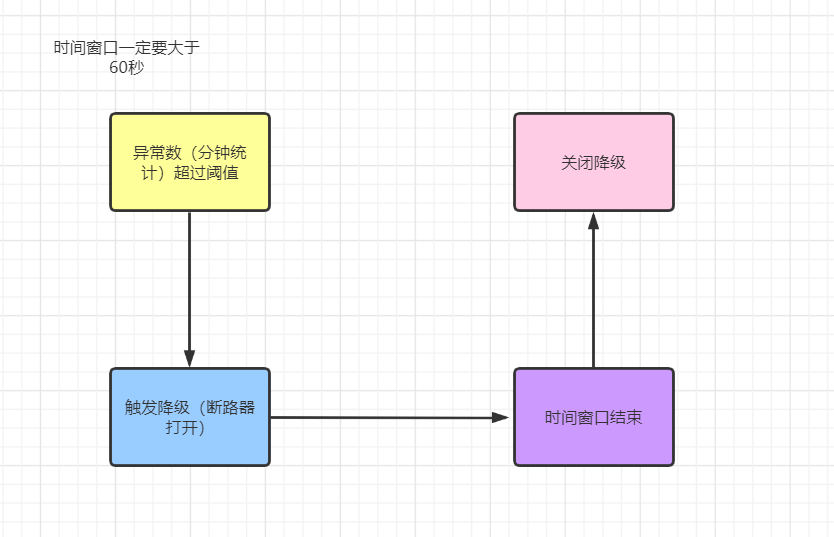 时间窗口一定要大于
60秒
异常数（分钟统
计）超过阈值
关闭降级
触发降级（断路器
打开）
时间窗口结束